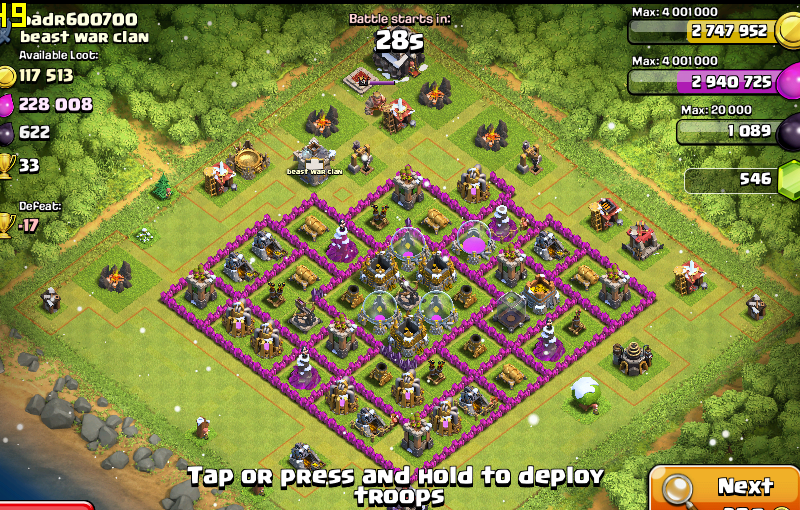 49
badr600700
beast war clan
Available Loot:
117 513
228 008
622
33
Defeat:
-17
Battle starts in:
28s
Max: 4 001 000
2 747 952
Max: 4 001 000
2 940 725
Max: 20 000
1 089
546
beast war clan
Tap or press and hold to deploy
troops
Next